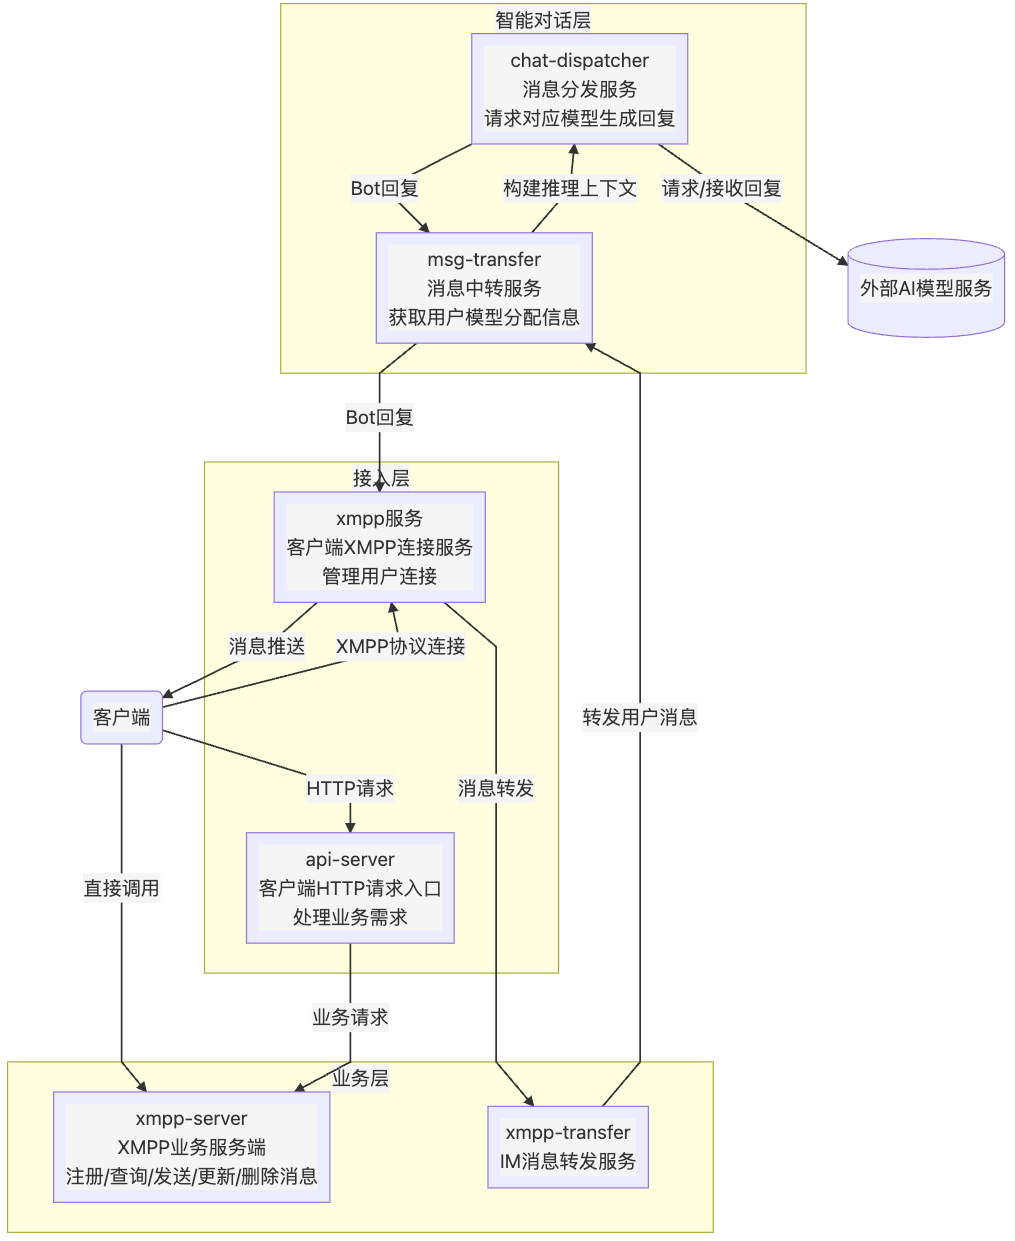 智能对话层
chat-dispatcher
消息分发服务
请求对应模型生成回复
Bot回复
构建推理上下文
请求/接收回复
msg-transfer
消息中转服务
获取用户模型分配信息
外部AI模型服务
Bot回复
接入层
xmpp服务
客户端XMPP连接服务
管理用户连接
消息推送
XMPP协议连接
客户端
转发用户消息
HTTP请求
消息转发
api-server
客户端HTTP请求入口
处理业务需求
直接调用
业务请求
业务层
xmpp-server
XMPP业务服务端
注册/查询/发送/更新/删除消息
xmpp-transfer
IM消息转发服务